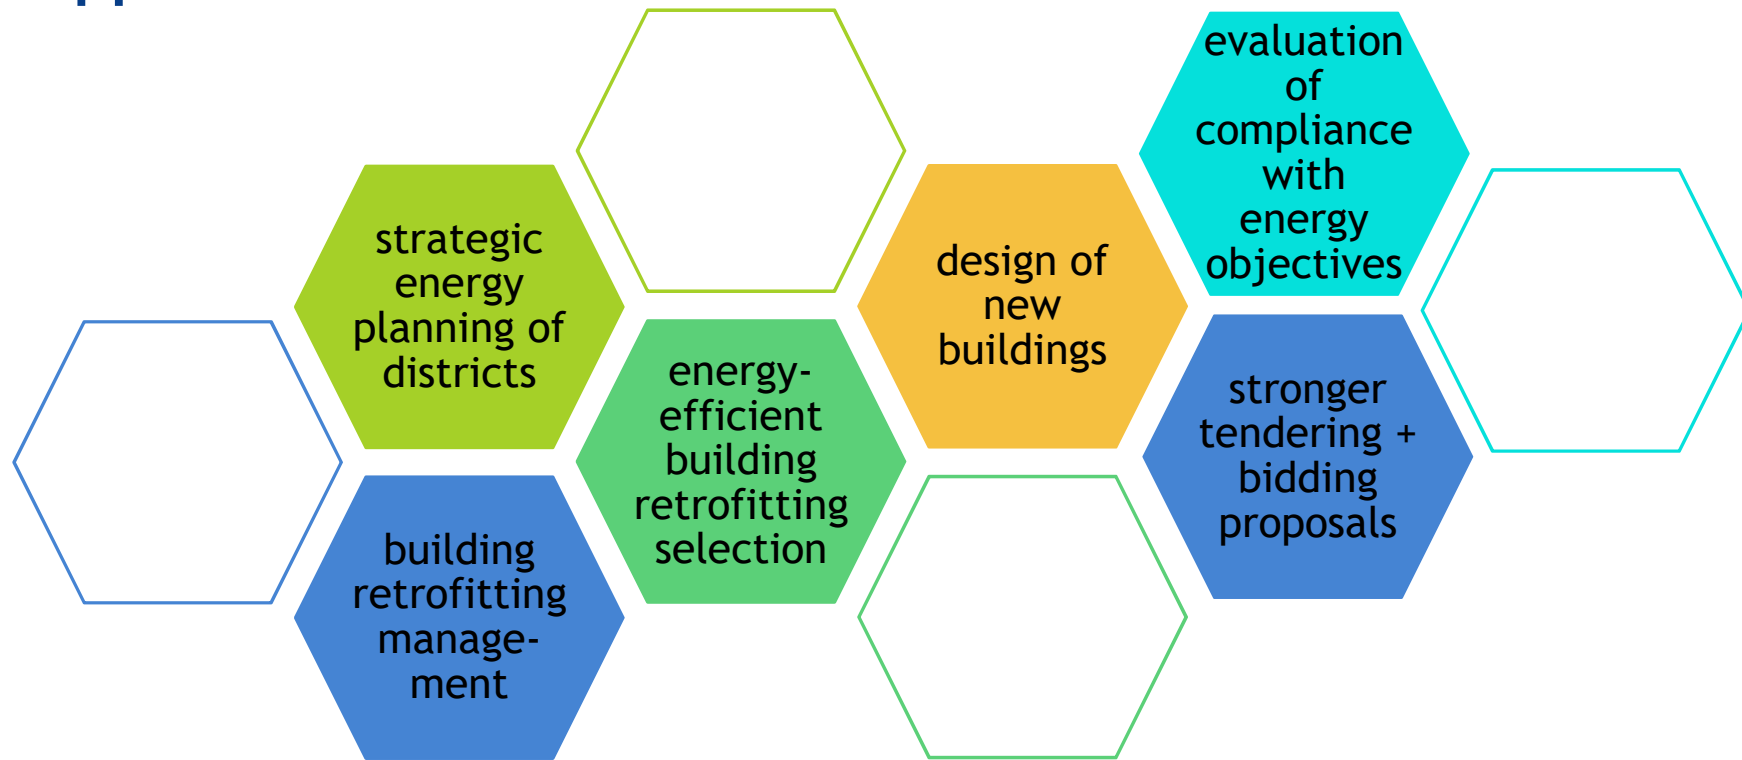 strategic
energy
planning of
districts
building
retrofitting
manage-
ment
energy-
efficient
building
retrofitting
selection
design of
new
buildings
evaluation
of
compliance
with
energy
objectives
stronger
tendering +
bidding
proposals